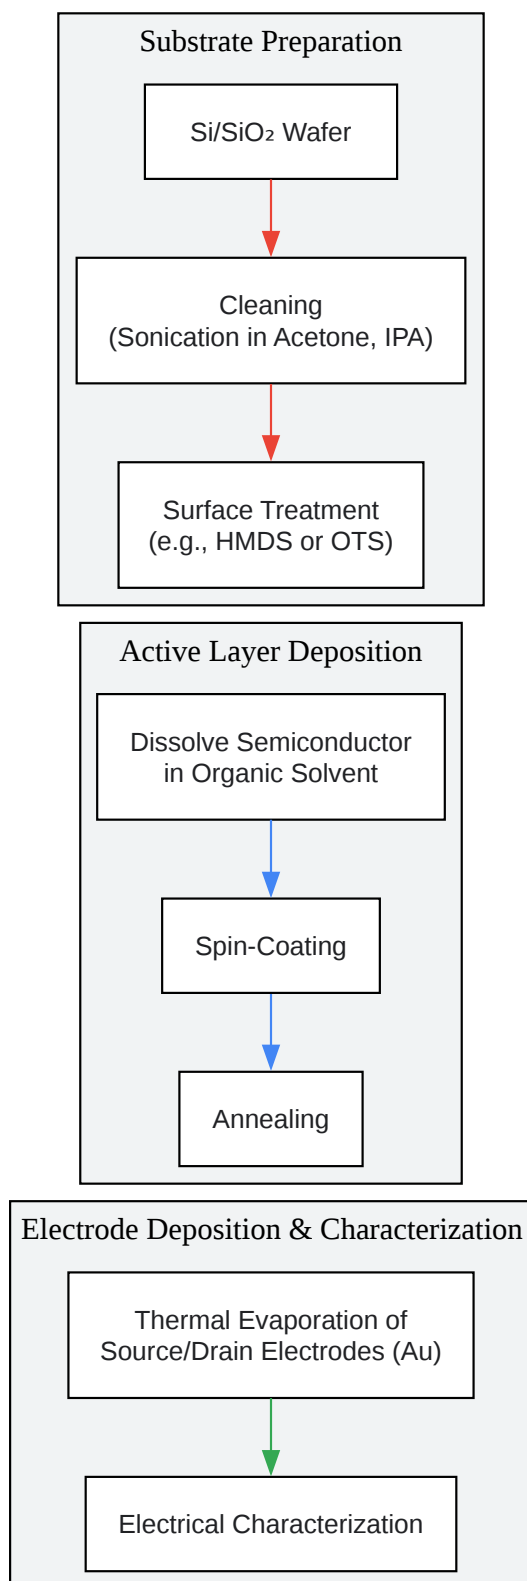 Substrate Preparation
Si/SiO₂ Wafer
Cleaning
(Sonication in Acetone, IPA)
Surface Treatment
(e.g., HMDS or OTS)
Active Layer Deposition
Dissolve Semiconductor
in Organic Solvent
Spin-Coating
Annealing
Electrode Deposition & Characterization
Thermal Evaporation of
Source/Drain Electrodes (Au)
Electrical Characterization